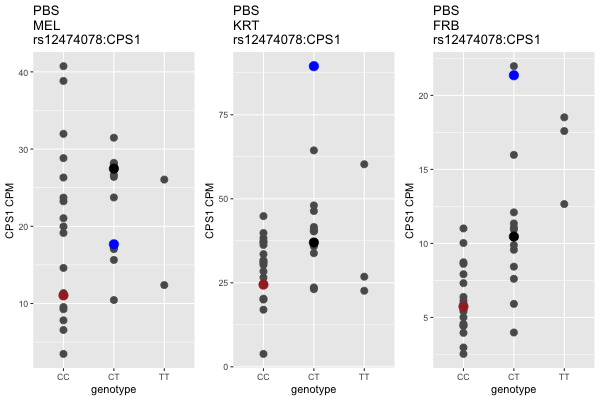 PBS
MEL
rs12474078:CPS1
40
30
20
10
CPS1 CPM
CC
CT
TT
genotype
PBS
KRT
rs12474078:CPS1
75
50
25
0
CPS1 CPM
CC
CT
TT
genotype
PBS
FRB
rs12474078:CPS1
20
15
10
5
CPS1 CPM
CC
CT
TT
genotype